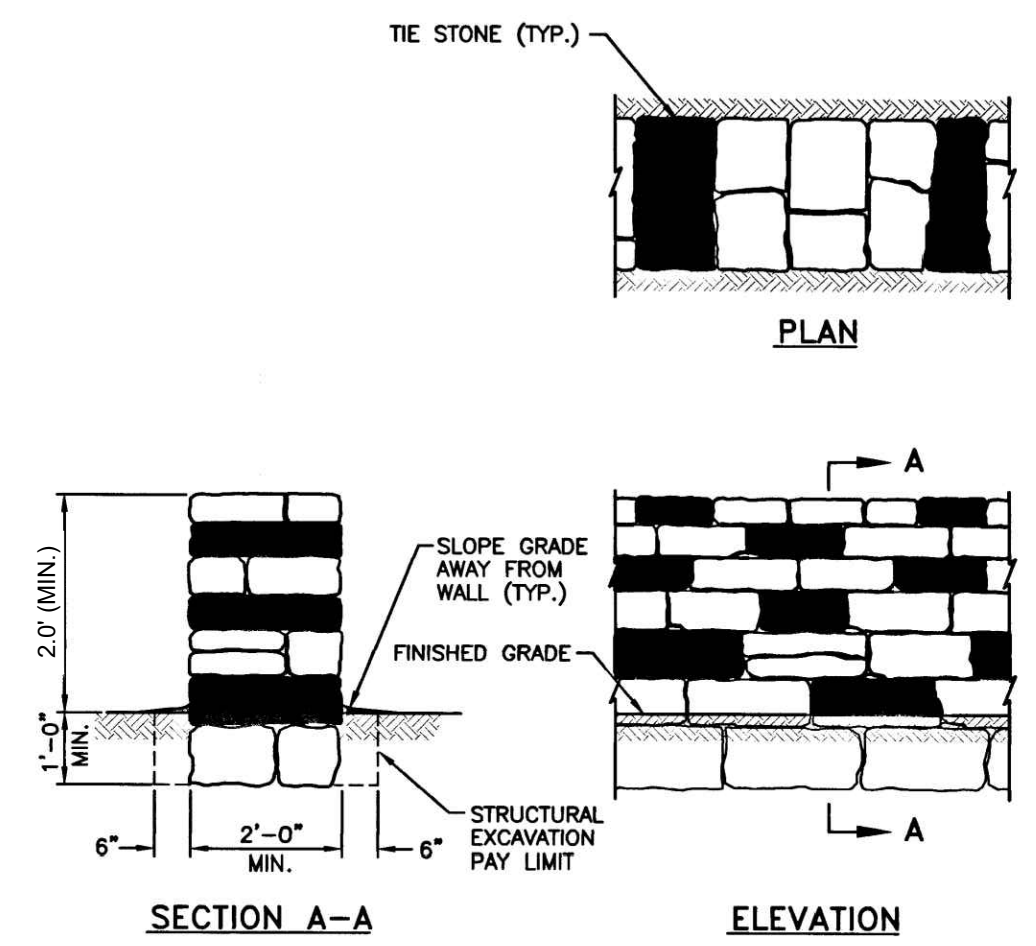 TIE STONE (TYP.)
PLAN
A
SLOPE GRADE
AWAY FROM
WALL (TYP.)
2.0' (MIN.)
FINISHED GRADE
1'-0"
MIN.
6"
2'-0"
MIN.
6"
STRUCTURAL
EXCAVATION
PAY LIMIT
A
SECTION A-A
ELEVATION